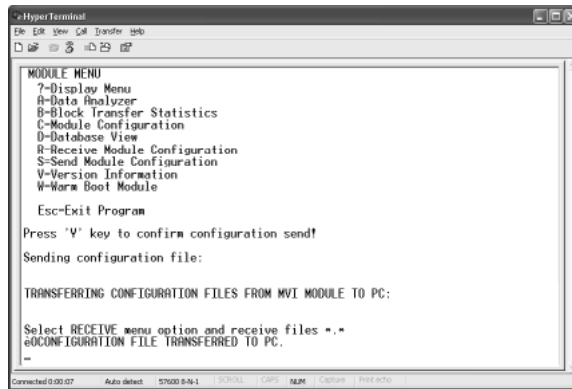 HyperTerminal
File Edit View Call Transfer Help
MODULE MENU
?=Display Menu
A=Data Analyzer
B=Block Transfer Statistics
C=Module Configuration
D=Database View
R=Receive Module Configuration
S=Send Module Configuration
V=Version Information
W=Warm Boot Module
Esc=Exit Program
Press 'Y' key to confirm configuration send!
Sending configuration file:
TRANSFERRING CONFIGURATION FILES FROM MVI MODULE TO PC:
Select RECEIVE menu option and receive files *.*
ëOCONFIGURATION FILE TRANSFERRED TO PC.
Connected 0:00:07 Auto detect 57600 8-N-1 SCROLL CAPS NUM Capture Print echo